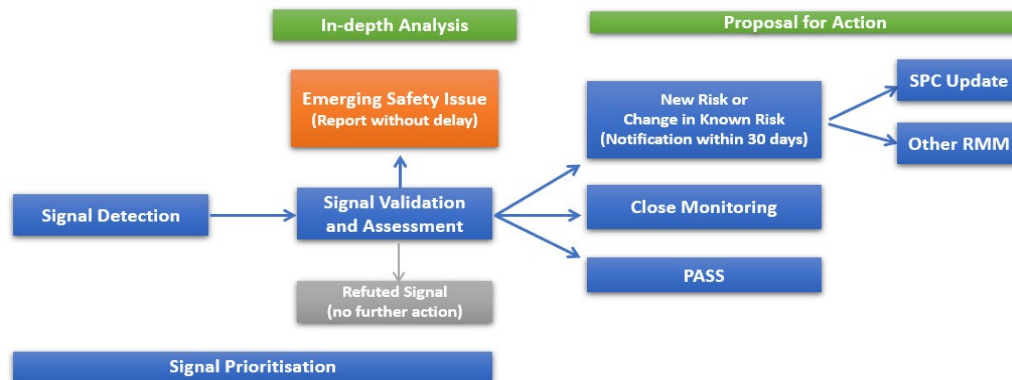 In-depth Analysis
Proposal for Action
Emerging Safety Issue
(Report without delay)
New Risk or
Change in Known Risk
(Notification within 30 days)
SPC Update
Other RMM
Signal Detection
Signal Validation
and Assessment
Close Monitoring
PASS
Refuted Signal
(no further action)
Signal Prioritisation